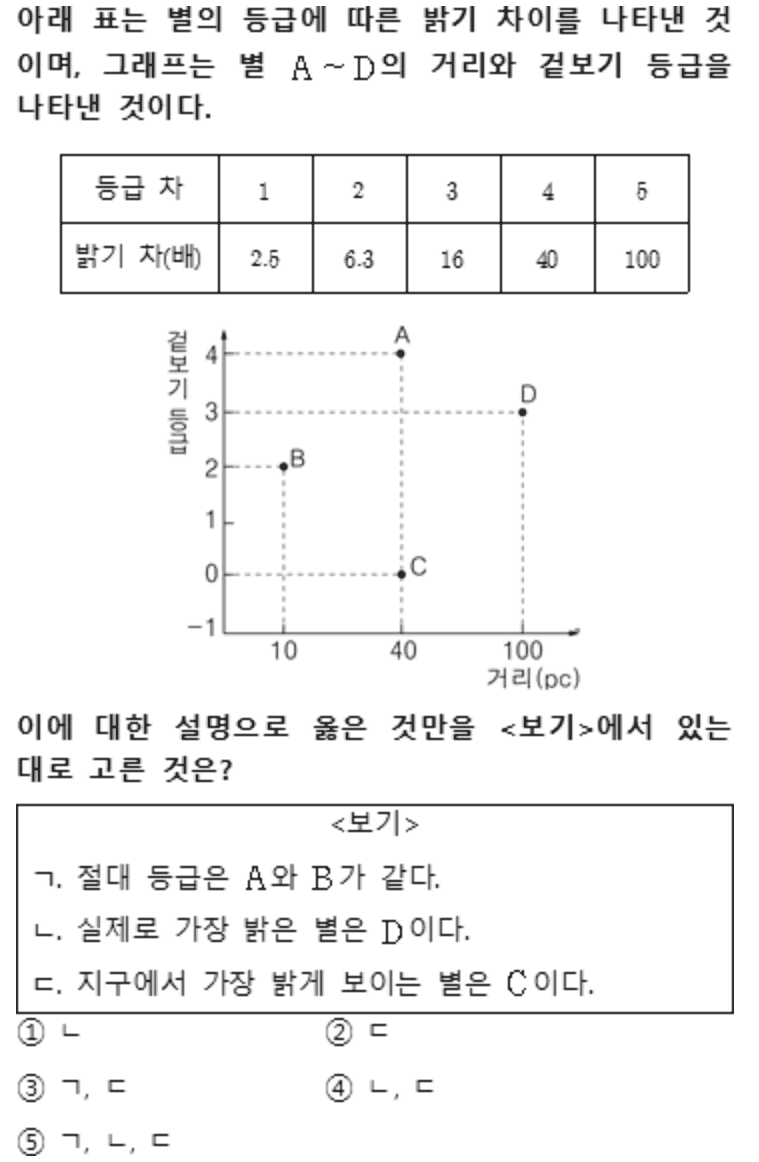 아래 표는 별의 등급에 따른 밝기 차이를 나타낸 것
이며, 그래프는 별 A ~ D의 거리와 겉보기 등급을
나타낸 것이다.
등급 차 1 2 3 4 5
밝기 차(배) 2.5 6.3 16 40 100
겉보기 등급
4 A
3 D
2 B
1
0 C
-1
10 40 100
거리(pc)
이에 대한 설명으로 옳은 것만을 <보기>에서 있는
대로 고른 것은?
<보기>
ㄱ. 절대 등급은 A와 B가 같다.
ㄴ. 실제로 가장 밝은 별은 D이다.
ㄷ. 지구에서 가장 밝게 보이는 별은 C이다.
① ㄴ ② ㄷ
③ ㄱ, ㄷ ④ ㄴ, ㄷ
⑤ ㄱ, ㄴ, ㄷ